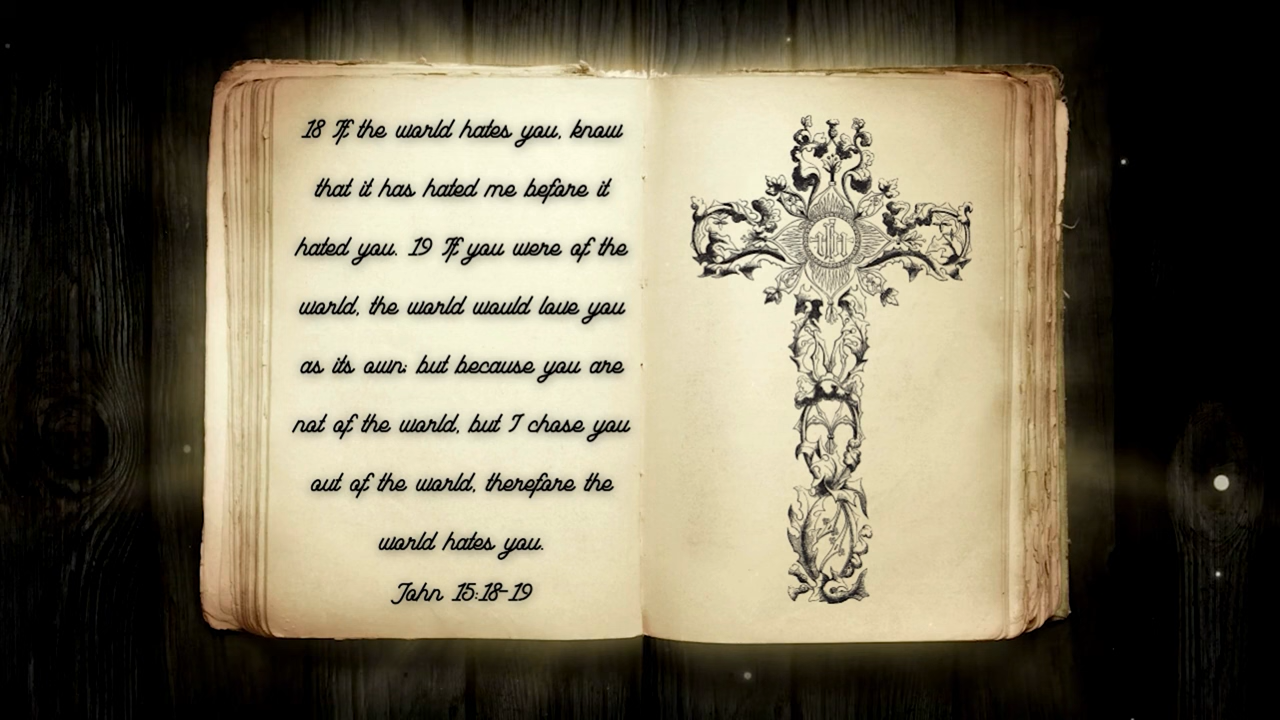 18 If the world hates you, know
that it has hated me before it
hated you. 19 If you were of the
world, the world would love you
as its own; but because you are
not of the world, but I chose you
out of the world, therefore the
world hates you.
John 15:18-19
IHI